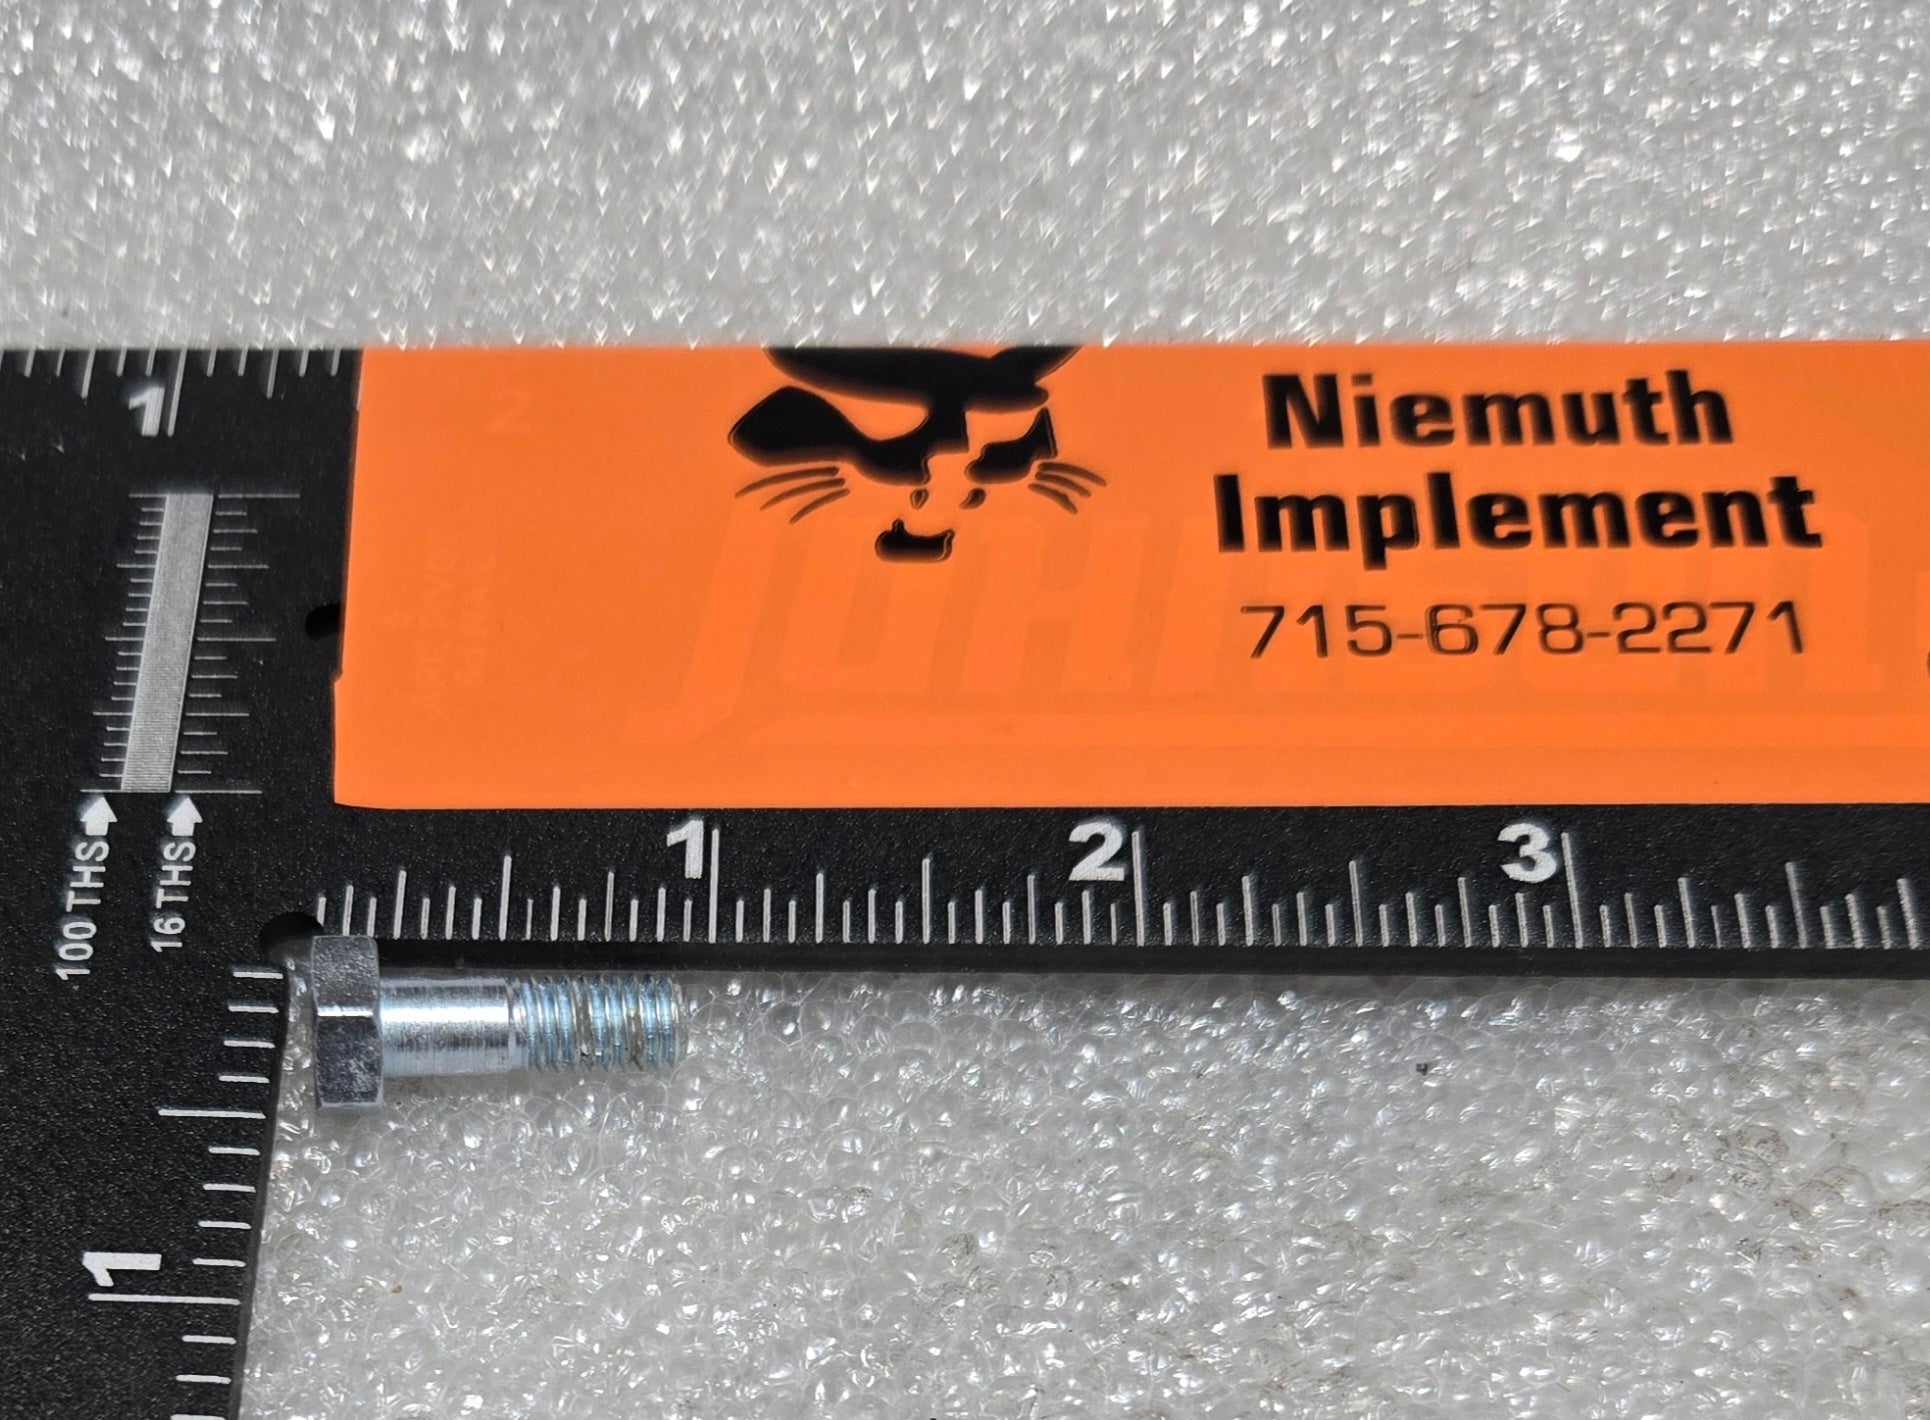 1
Niemuth
Implement
715-678-2271
100 THS
16 THS
1
2
3
1